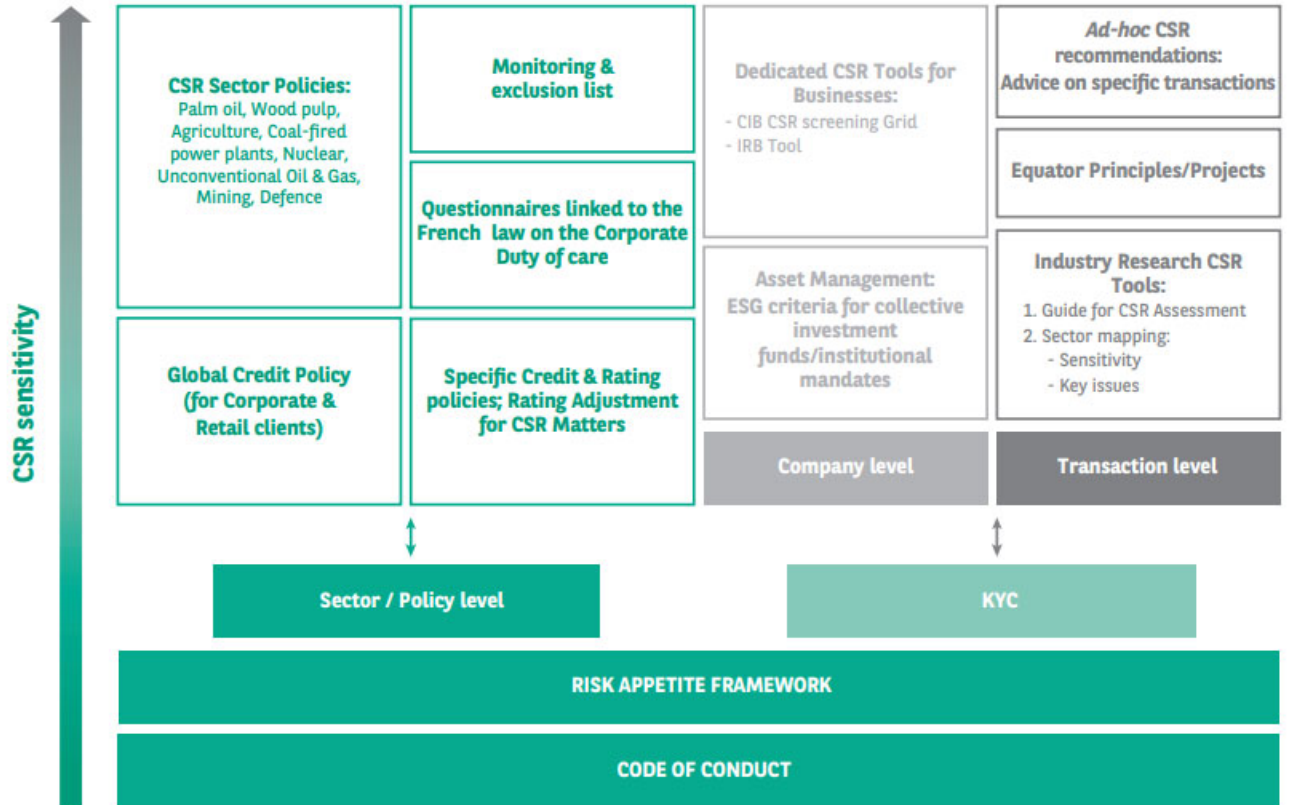 CSR sensitivity
CSR Sector Policies:
Palm oil, Wood pulp,
Agriculture, Coal-fired
power plants, Nuclear,
Unconventional Oil & Gas,
Mining, Defence
Global Credit Policy
(for Corporate &
Retail clients)
Monitoring &
exclusion list
Questionnaires linked to the
French law on the Corporate
Duty of care
Specific Credit & Rating
policies; Rating Adjustment
for CSR Matters
Dedicated CSR Tools for
Businesses:
- CIB CSR screening Grid
- IRB Tool
Asset Management:
ESG criteria for collective
investment
funds/institutional
mandates
Company level
Ad-hoc CSR
recommendations:
Advice on specific transactions
Equator Principles/Projects
Industry Research CSR
Tools:
1. Guide for CSR Assessment
2. Sector mapping:
- Sensitivity
- Key issues
Transaction level
Sector / Policy level
KYC
RISK APPETITE FRAMEWORK
CODE OF CONDUCT